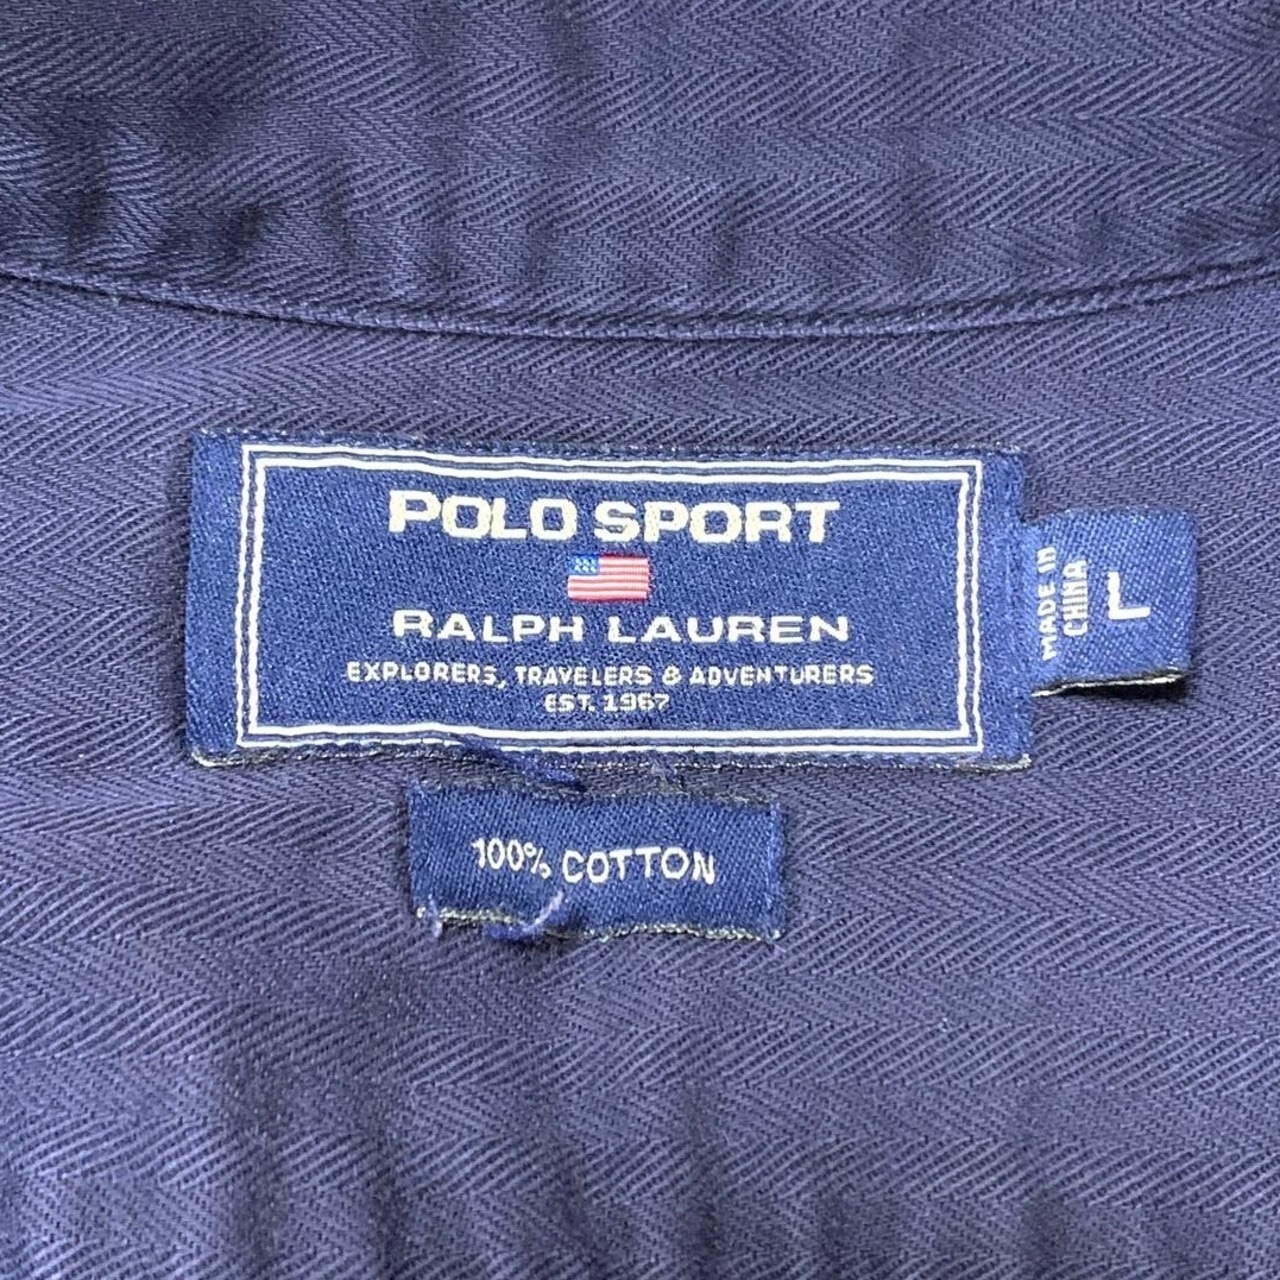 POLO SPORT
RALPH LAUREN
EXPLORERS, TRAVELERS & ADVENTURERS
EST. 1967
MADE IN
CHINA
L
100% COTTON